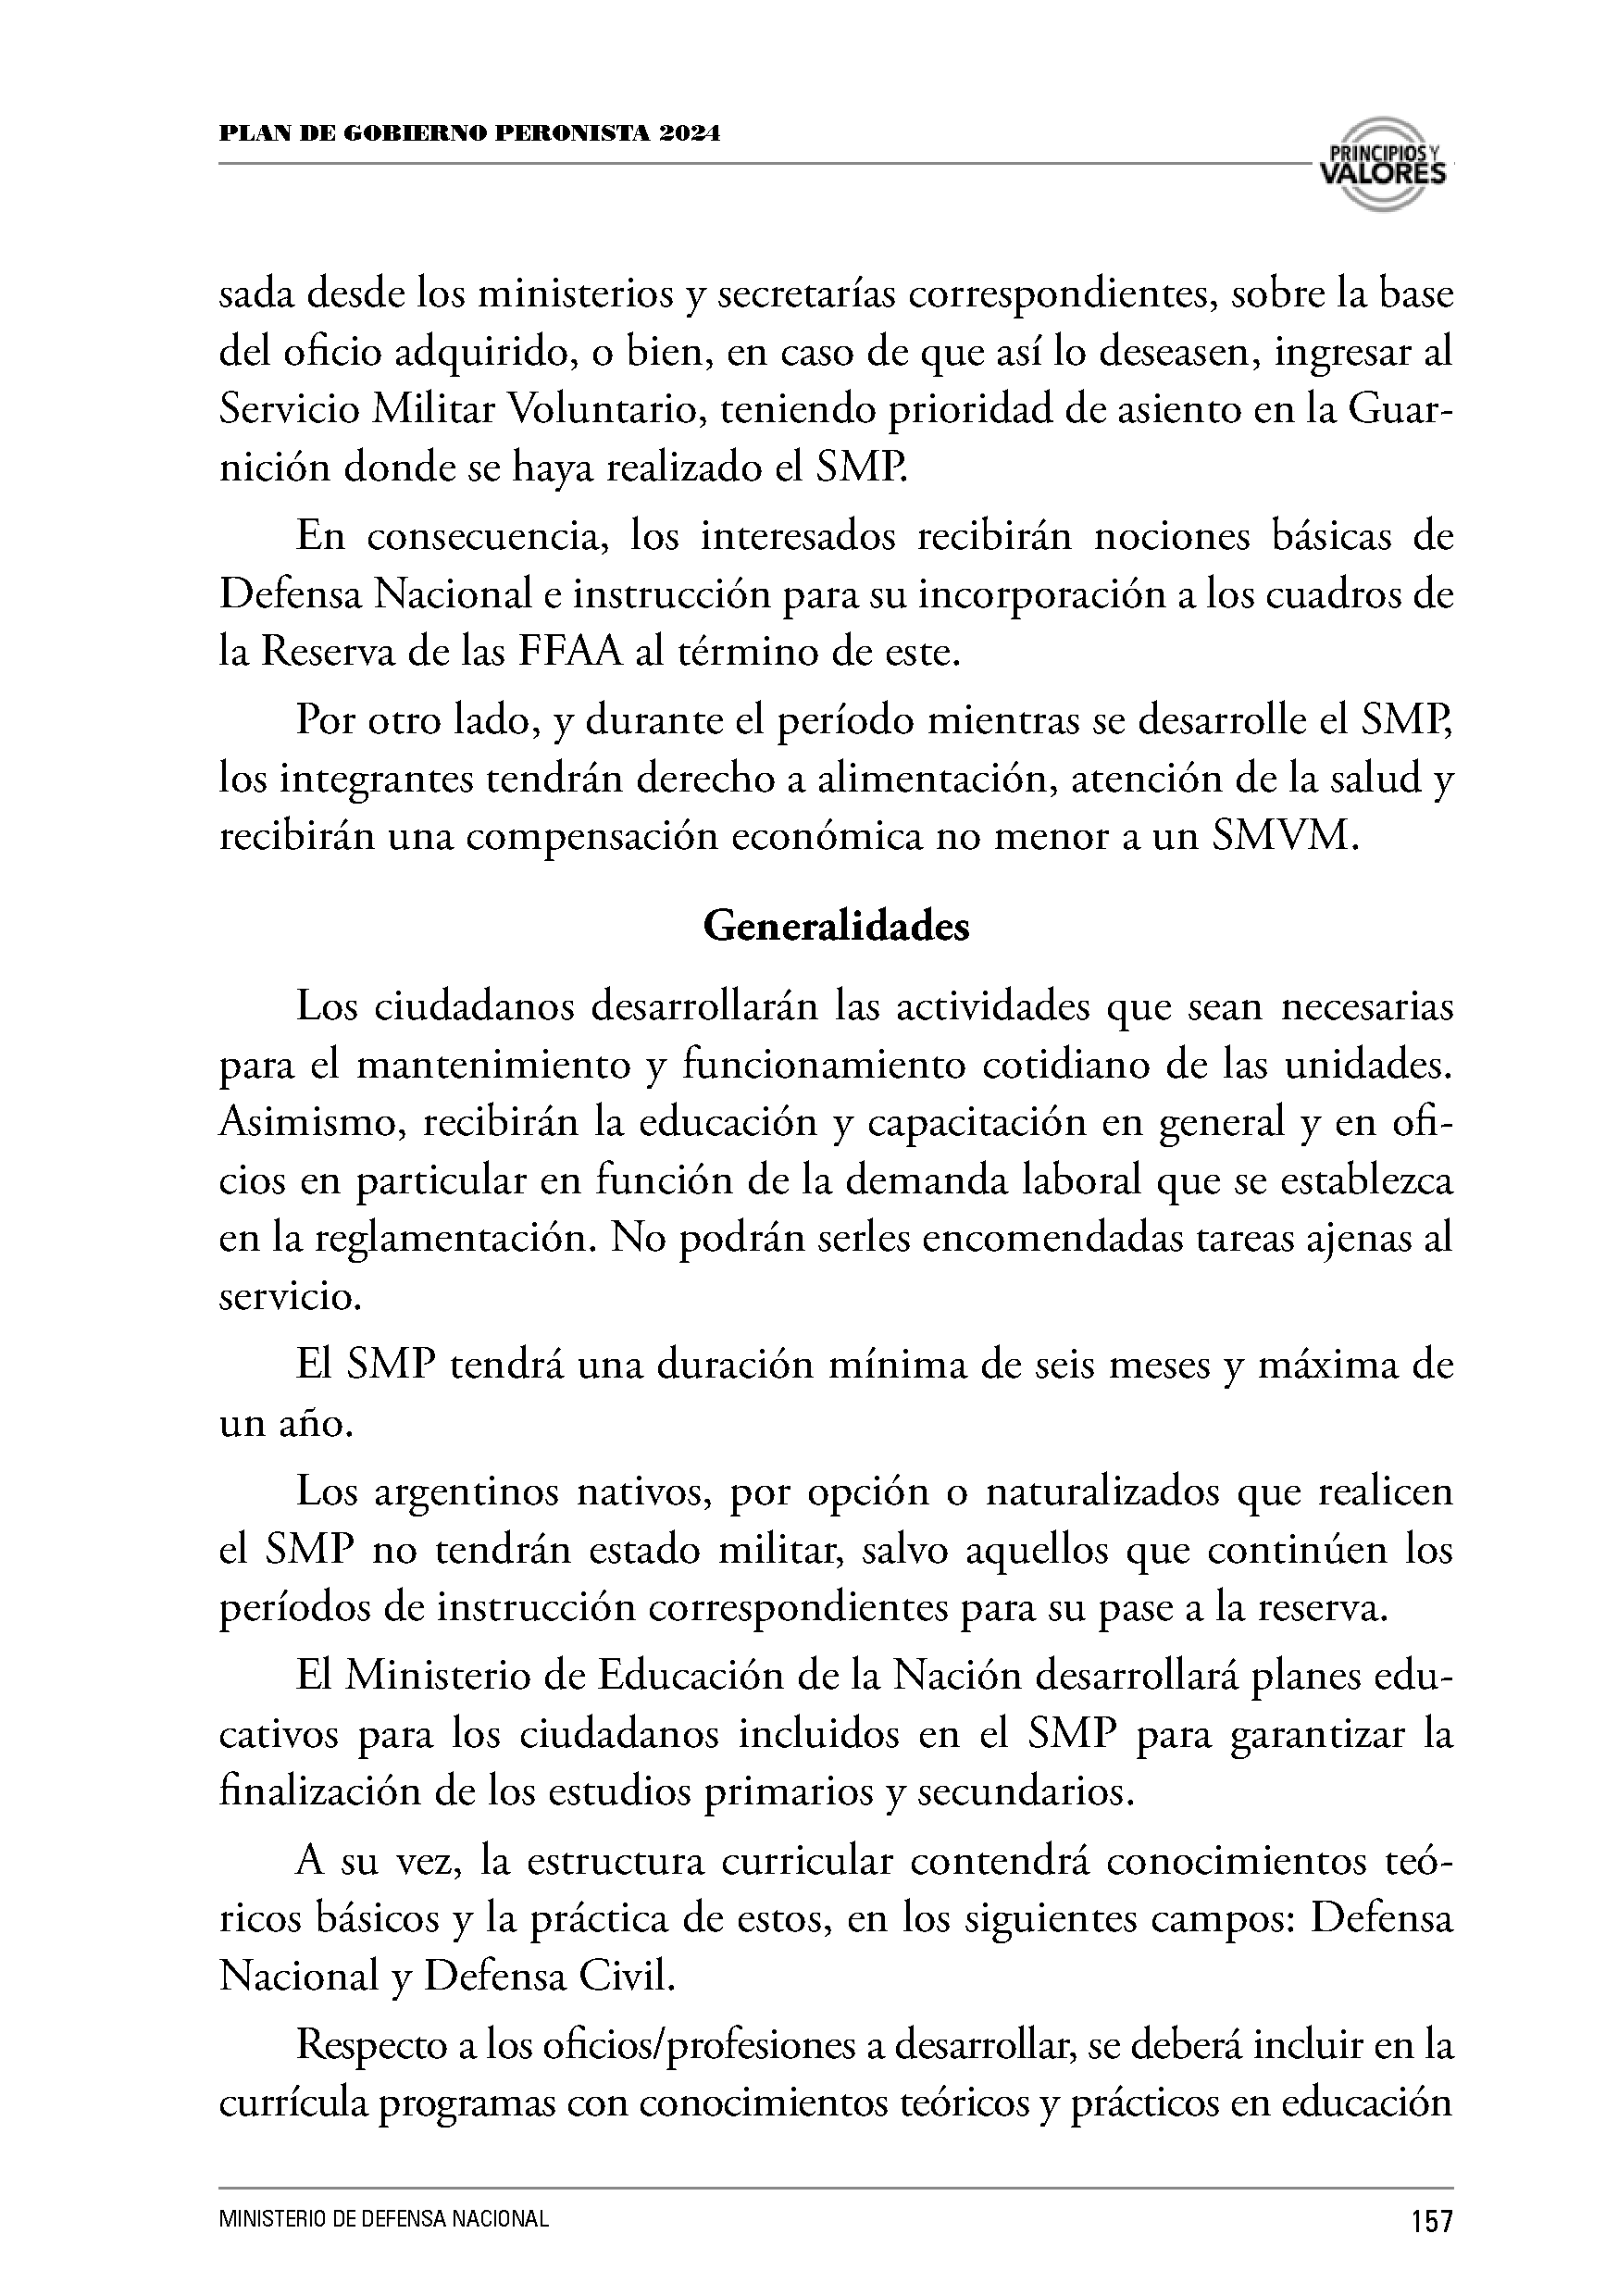 PLAN DE GOBIERNO PERONISTA 2024
PRINCIPIOS Y
VALORES
sada desde los ministerios y secretarías correspondientes, sobre la base
del oficio adquirido, o bien, en caso de que así lo deseasen, ingresar al
Servicio Militar Voluntario, teniendo prioridad de asiento en la Guar-
nición donde se haya realizado el SMP.
En consecuencia, los interesados recibirán nociones básicas de
Defensa Nacional e instrucción para su incorporación a los cuadros de
la Reserva de las FFAA al término de este.
Por otro lado, y durante el período mientras se desarrolle el SMP,
los integrantes tendrán derecho a alimentación, atención de la salud y
recibirán una compensación económica no menor a un SMVM.
Generalidades
Los ciudadanos desarrollarán las actividades que sean necesarias
para el mantenimiento y funcionamiento cotidiano de las unidades.
Asimismo, recibirán la educación y capacitación en general y en ofi-
cios en particular en función de la demanda laboral que se establezca
en la reglamentación. No podrán serles encomendadas tareas ajenas al
servicio.
El SMP tendrá una duración mínima de seis meses y máxima de
un año.
Los argentinos nativos, por opción o naturalizados que realicen
el SMP no tendrán estado militar, salvo aquellos que continúen los
períodos de instrucción correspondientes para su pase a la reserva.
El Ministerio de Educación de la Nación desarrollará planes edu-
cativos para los ciudadanos incluidos en el SMP para garantizar la
finalización de los estudios primarios y secundarios.
A su vez, la estructura curricular contendrá conocimientos teó-
ricos básicos y la práctica de estos, en los siguientes campos: Defensa
Nacional y Defensa Civil.
Respecto a los oficios/profesiones a desarrollar, se deberá incluir en la
currícula programas con conocimientos teóricos y prácticos en educación
MINISTERIO DE DEFENSA NACIONAL
157